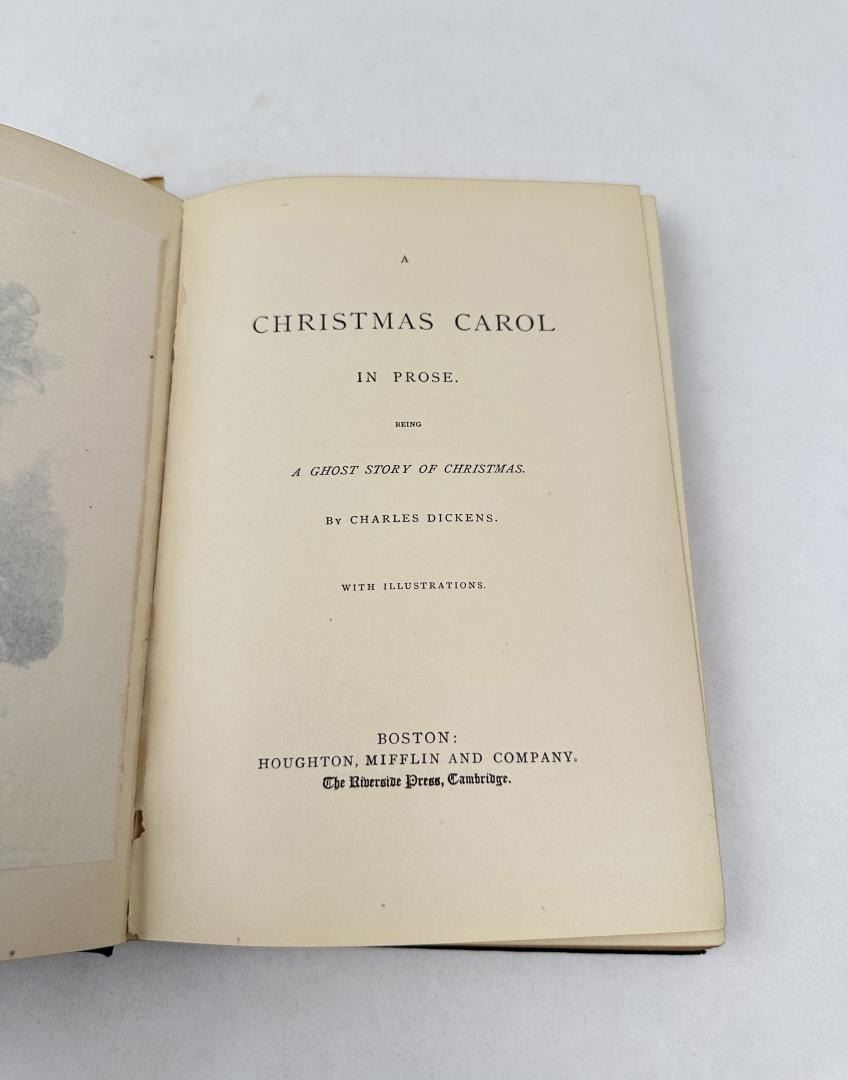 A
CHRISTMAS CAROL
IN PROSE.
BEING
A GHOST STORY OF CHRISTMAS.
By CHARLES DICKENS.
WITH ILLUSTRATIONS.
BOSTON:
HOUGHTON, MIFFLIN AND COMPANY.
The Riverside Press, Cambridge.